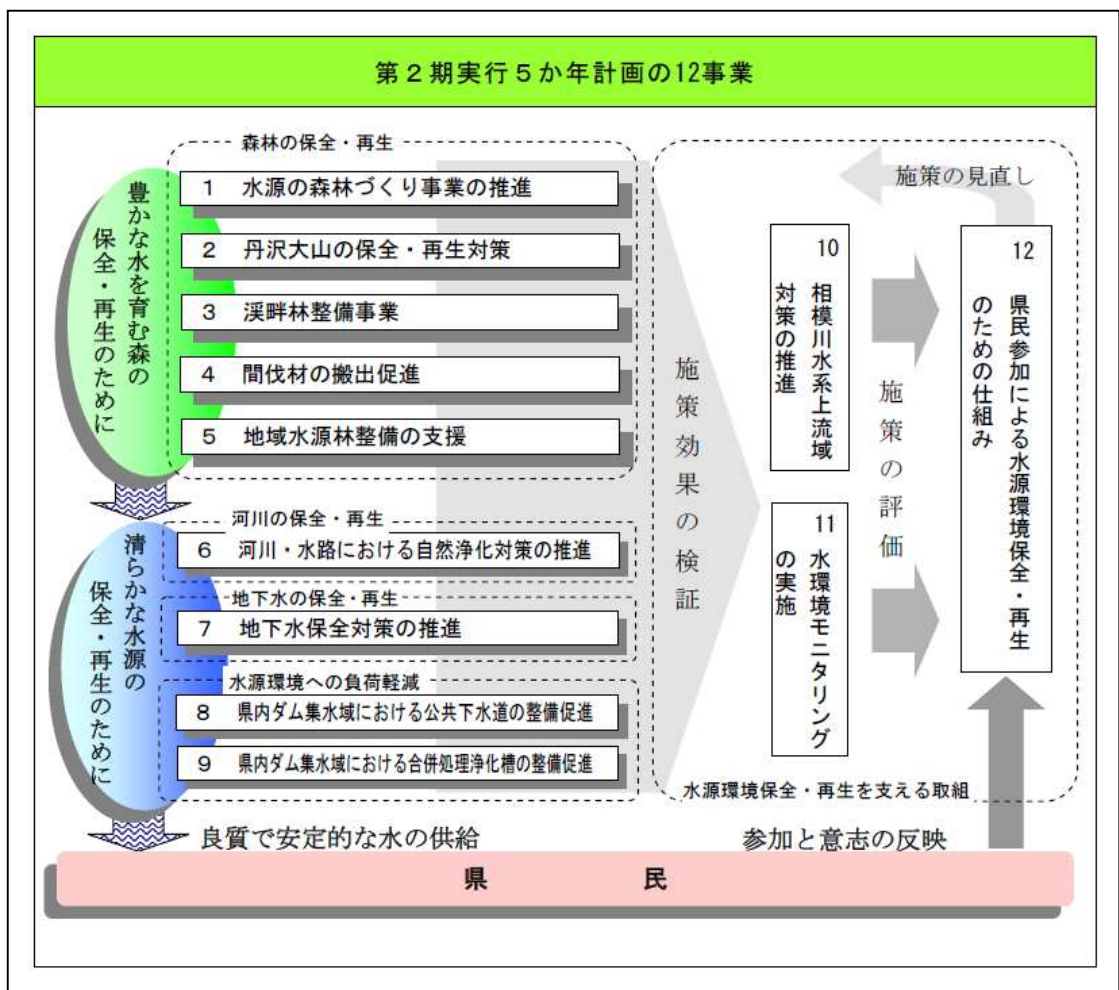 第２期実行５か年計画の12事業
豊かな水を育む森の
保全・再生のために
森林の保全・再生
1 水源の森林づくり事業の推進
2 丹沢大山の保全・再生対策
3 渓畔林整備事業
4 間伐材の搬出促進
5 地域水源林整備の支援
清らかな水源の
保全・再生のために
河川の保全・再生
6 河川・水路における自然浄化対策の推進
地下水の保全・再生
7 地下水保全対策の推進
水源環境への負荷軽減
8 県内ダム集水域における公共下水道の整備促進
9 県内ダム集水域における合併処理浄化槽の整備促進
施策効果の検証
10 相模川水系上流域
対策の推進
11 水環境モニタリング
の実施
施策の評価
施策の見直し
12 県民参加による水源環境保全・再生
のための仕組み
水源環境保全・再生を支える取組
良質で安定的な水の供給
参加と意志の反映
県 民